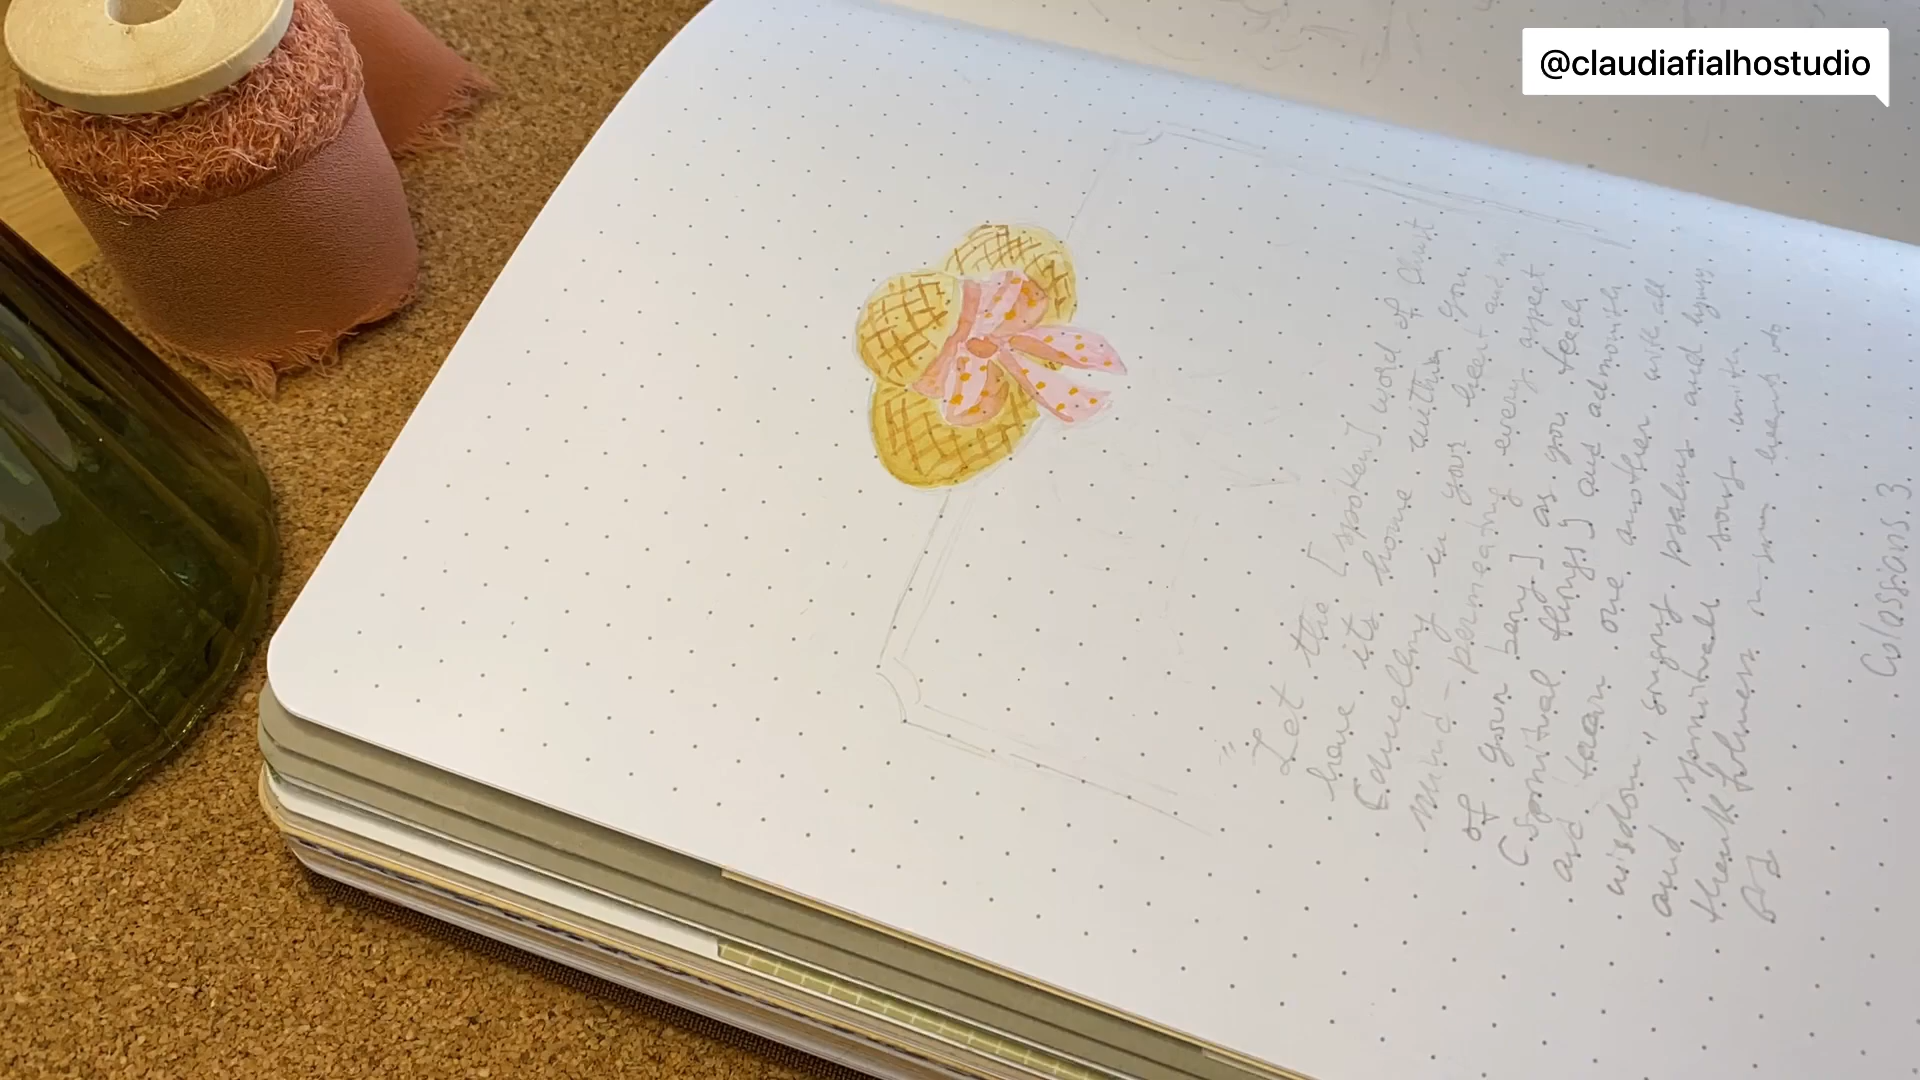 @claudiafialhostudio
"Let the [spoken] word of Christ
have its home within you
[dwelling in your heart and
mind - permeating every aspect
of your being] as you teach
[spiritual things] and admonish
and learn one another with all
wisdom, singing psalms and hymns
and spiritual songs with
thankfulness in your hearts to
God
Colossians 3